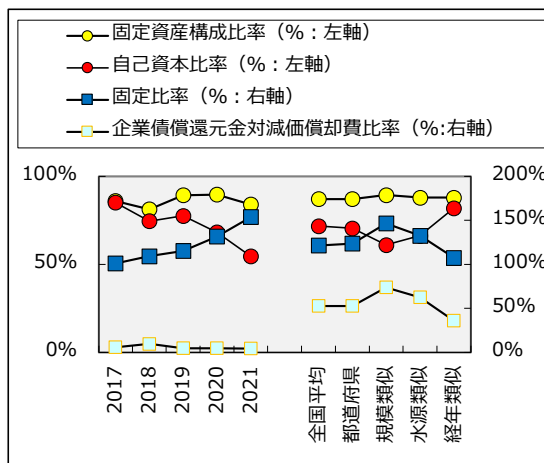 固定資産構成比率（%：左軸）
自己資本比率（%：左軸）
固定比率（%：右軸）
企業債償還元金対減価償却費比率（%:右軸）
100%
50%
0%
200%
150%
100%
50%
0%
2017
2018
2019
2020
2021
全国平均
都道府県
規模類似
水源類似
経年類似